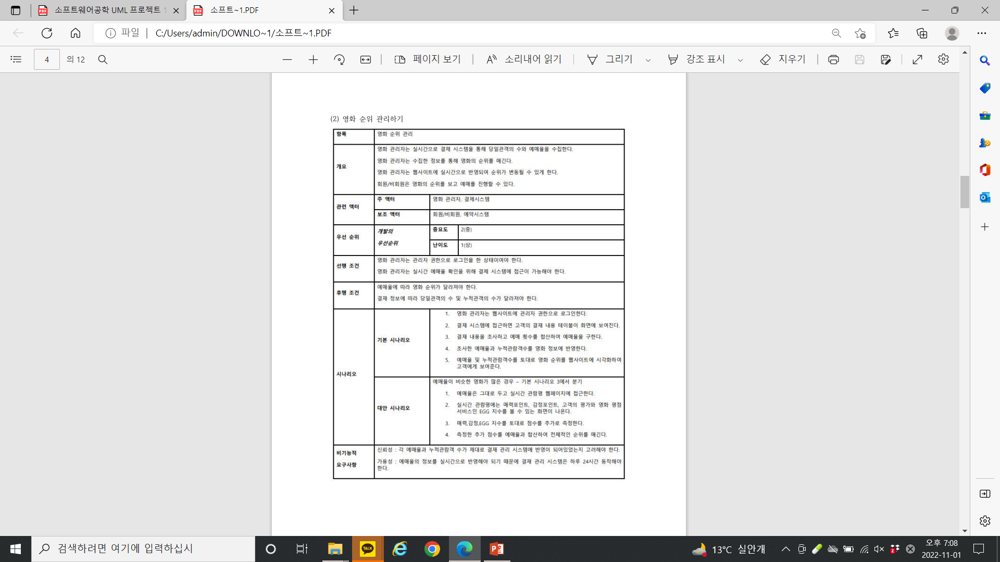 소프트웨어공학 UML 프로젝트 1
소프트~1.PDF
파일
C:/Users/admin/DOWNLO~1/소프트~1.PDF
4
의 12
페이지 보기
소리내어 읽기
그리기
강조 표시
지우기
(2) 영화 순위 관리하기
항목
영화 순위 관리
개요
영화 관리자는 실시간으로 결제 시스템을 통해 당일관객의 수와 예매율을 수집한다.
영화 관리자는 수집한 정보를 통해 영화의 순위를 매긴다.
영화 관리자는 웹사이트에 실시간으로 반영되여 순위가 변동될 수 있게 한다.
회원/비회원은 영화의 순위를 보고 예매를 진행할 수 있다.
관련 액터
주 액터
영화 관리자, 결제시스템
보조 액터
회원/비회원, 예약시스템
우선 순위
개발의
우선순위
중요도
2(중)
난이도
1(상)
선행 조건
영화 관리자는 관리자 권한으로 로그인을 한 상태이여야 한다.
영화 관리자는 실시간 예매율 확인을 위해 결제 시스템에 접근이 가능해야 한다.
후행 조건
예매율에 따라 영화 순위가 달라져야 한다.
결재 정보에 따라 당일관객의 수 및 누적관객의 수가 달라져야 한다.
시나리오
기본 시나리오
1. 영화 관리자는 웹사이트에 관리자 권한으로 로그인한다.
2. 결재 시스템에 접근하면 고객의 결재 내용 테이블이 화면에 보여진다.
3. 결재 내용을 조사하고 예매 횟수를 합산하여 예매율을 구한다.
4. 조사한 예매율과 누적관람객수를 영화 정보에 반영한다.
5. 예매율 및 누적관람객수를 토대로 영화 순위를 웹사이트에 시각화하여
고객에게 보여준다.
대안 시나리오
예매율이 비슷한 영화가 많은 경우 – 기본 시나리오 3에서 분기
1. 예매율은 그대로 두고 실시간 관람평 웹페이지에 접근한다.
2. 실시간 관람평에는 매력포인트, 감정포인트, 고객의 평가와 영화 평점
서비스인 EGG 지수를 볼 수 있는 화면이 나온다.
3. 매력,감정,EGG 지수를 토대로 점수를 추가로 측정한다.
4. 측정한 추가 점수를 예매율과 합산하여 전체적인 순위를 매긴다.
비기능적
요구사항
신뢰성 : 각 예매율과 누적관람객 수가 제대로 결재 관리 시스템에 반영이 되어있었는지 고려해야 한다.
가용성 : 예매율의 정보를 실시간으로 반영해야 되기 때문에 결재 관리 시스템은 하루 24시간 동작해야
한다.
검색하려면 여기에 입력하십시
TALK
13°C 실안개
오후 7:08
2022-11-01